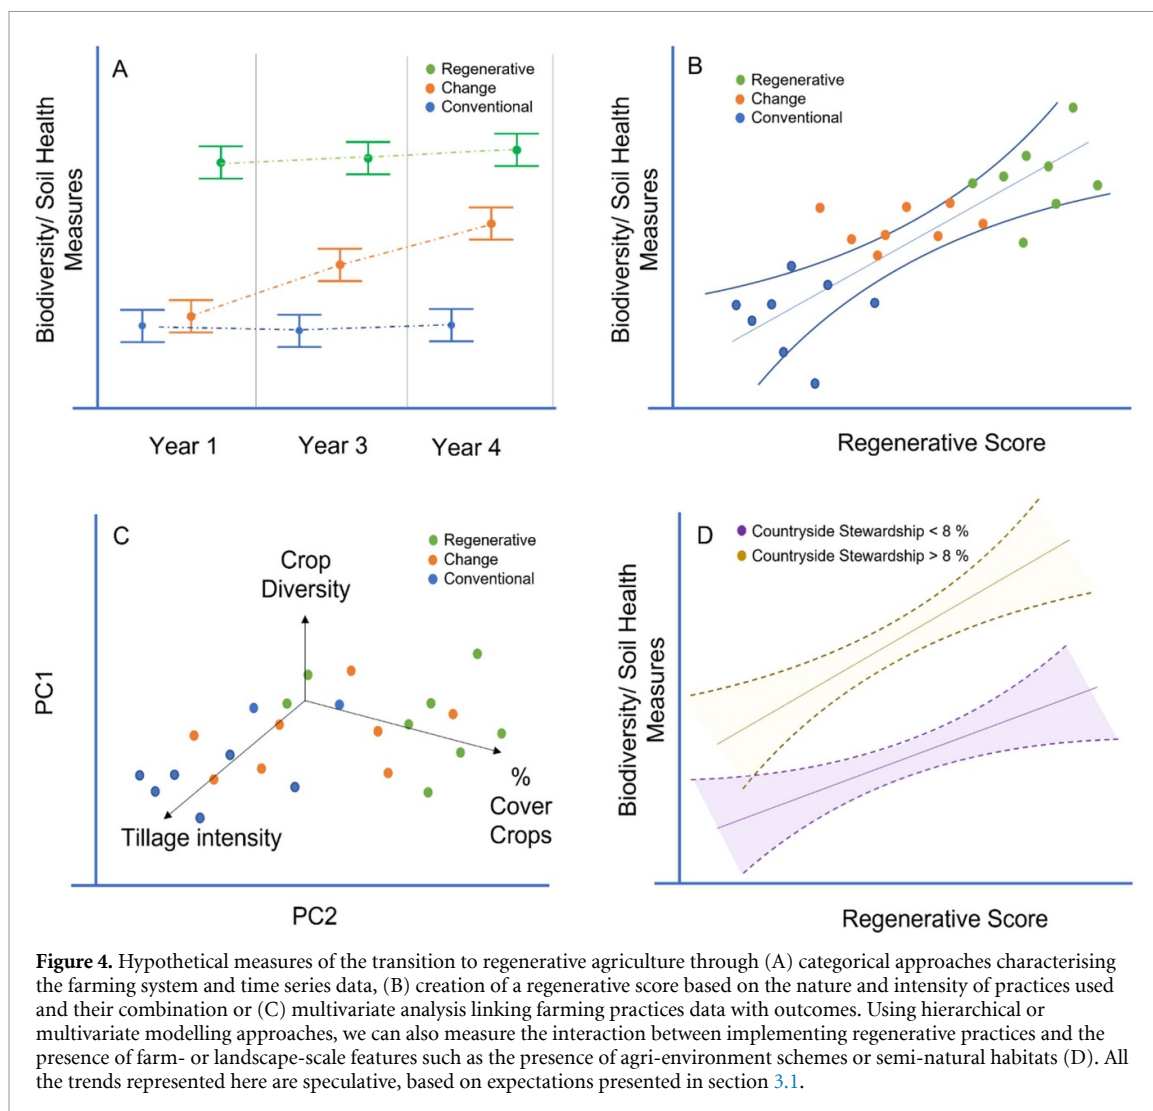 A
Regenerative
Change
Conventional
Biodiversity/ Soil Health
Measures
Year 1
Year 3
Year 4
B
Regenerative
Change
Conventional
Biodiversity/ Soil Health
Measures
Regenerative Score
C
Regenerative
Change
Conventional
Crop
Diversity
PC1
%
Cover
Crops
Tillage intensity
PC2
D
Countryside Stewardship < 8 %
Countryside Stewardship > 8 %
Biodiversity/ Soil Health
Measures
Regenerative Score
Figure 4. Hypothetical measures of the transition to regenerative agriculture through (A) categorical approaches characterising
the farming system and time series data, (B) creation of a regenerative score based on the nature and intensity of practices used
and their combination or (C) multivariate analysis linking farming practices data with outcomes. Using hierarchical or
multivariate modelling approaches, we can also measure the interaction between implementing regenerative practices and the
presence of farm- or landscape-scale features such as the presence of agri-environment schemes or semi-natural habitats (D). All
the trends represented here are speculative, based on expectations presented in section 3.1.